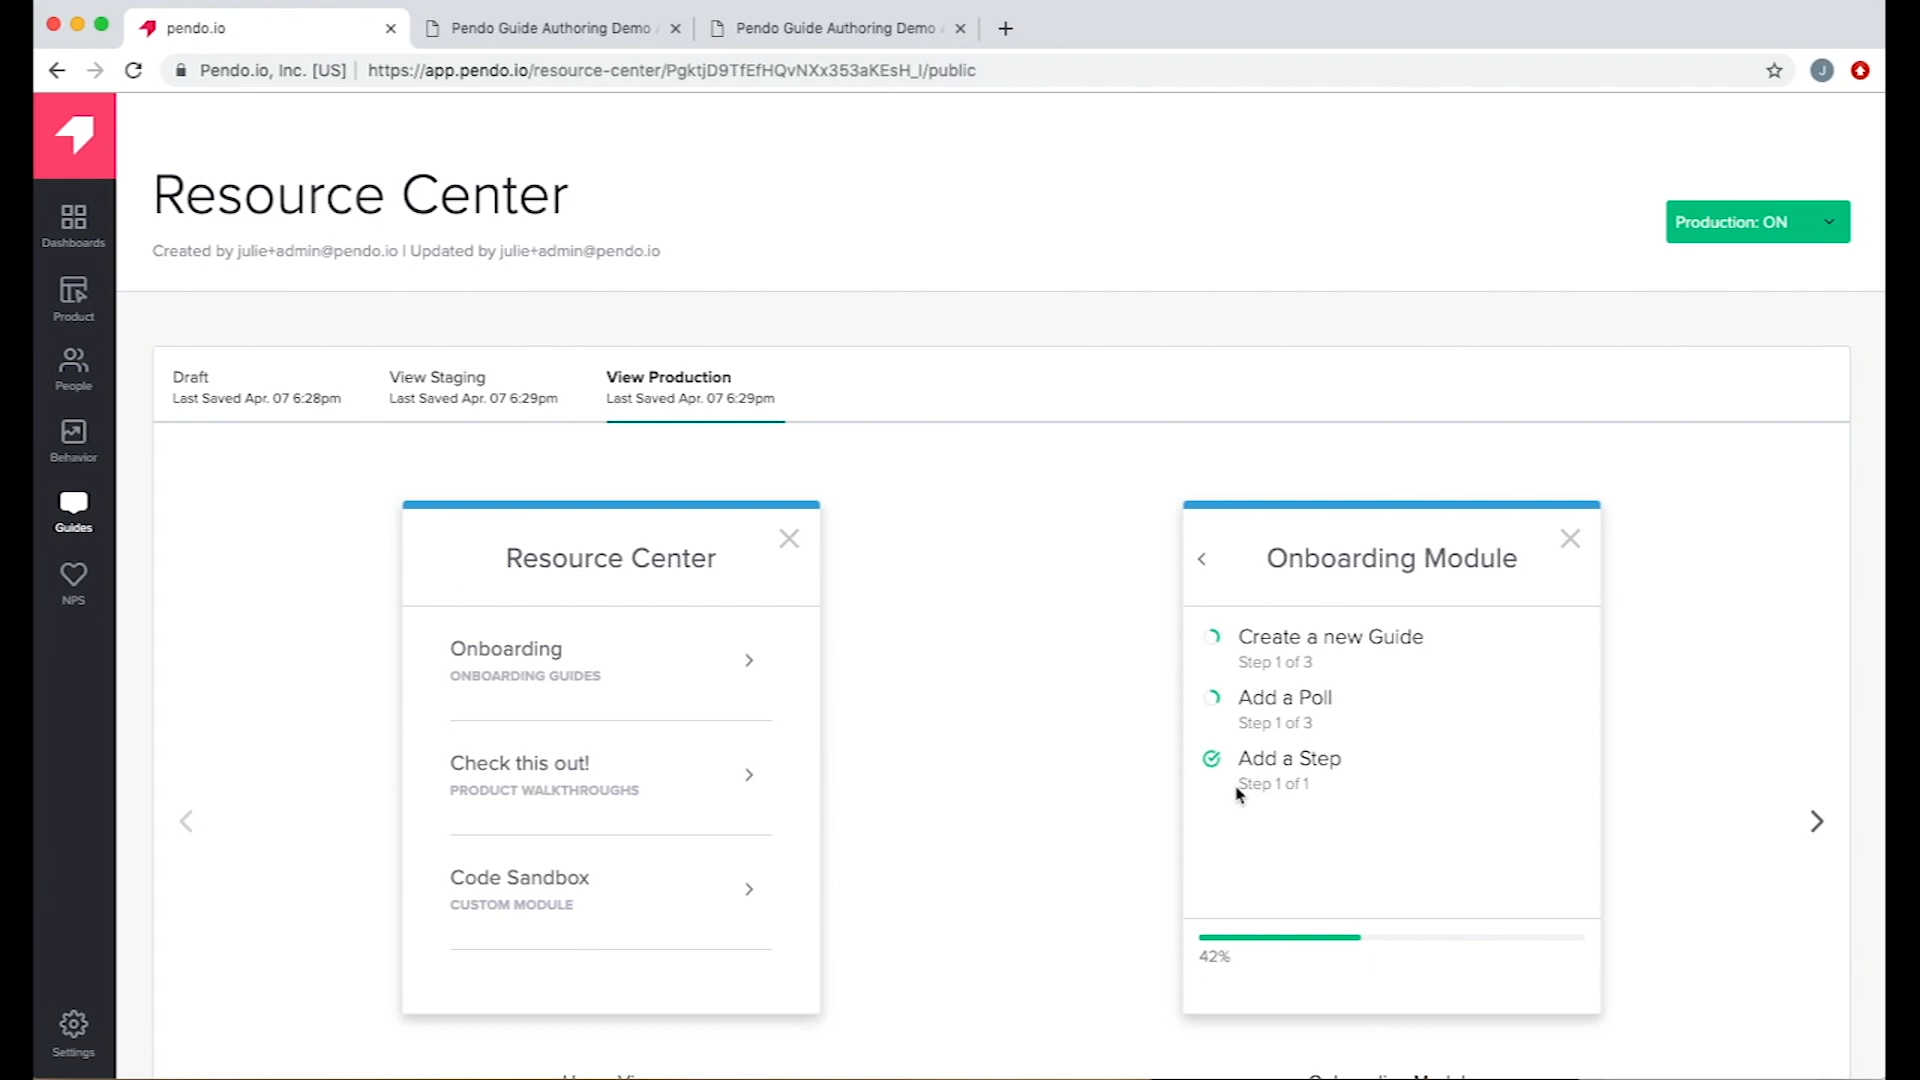 pendo.io
Pendo Guide Authoring Demo
Pendo Guide Authoring Demo
Pendo.io, Inc. [US]
https://app.pendo.io/resource-center/PgktjD9TfEfHQvNXx353aKEsH_I/public
J
Resource Center
Created by julie+admin@pendo.io | Updated by julie+admin@pendo.io
Production: ON
Dashboards
Product
People
Behavior
Guides
NPS
Settings
Draft
Last Saved Apr. 07 6:28pm
View Staging
Last Saved Apr. 07 6:29pm
View Production
Last Saved Apr. 07 6:29pm
Resource Center
Onboarding
ONBOARDING GUIDES
Check this out!
PRODUCT WALKTHROUGHS
Code Sandbox
CUSTOM MODULE
Onboarding Module
Create a new Guide
Step 1 of 3
Add a Poll
Step 1 of 3
Add a Step
Step 1 of 1
42%